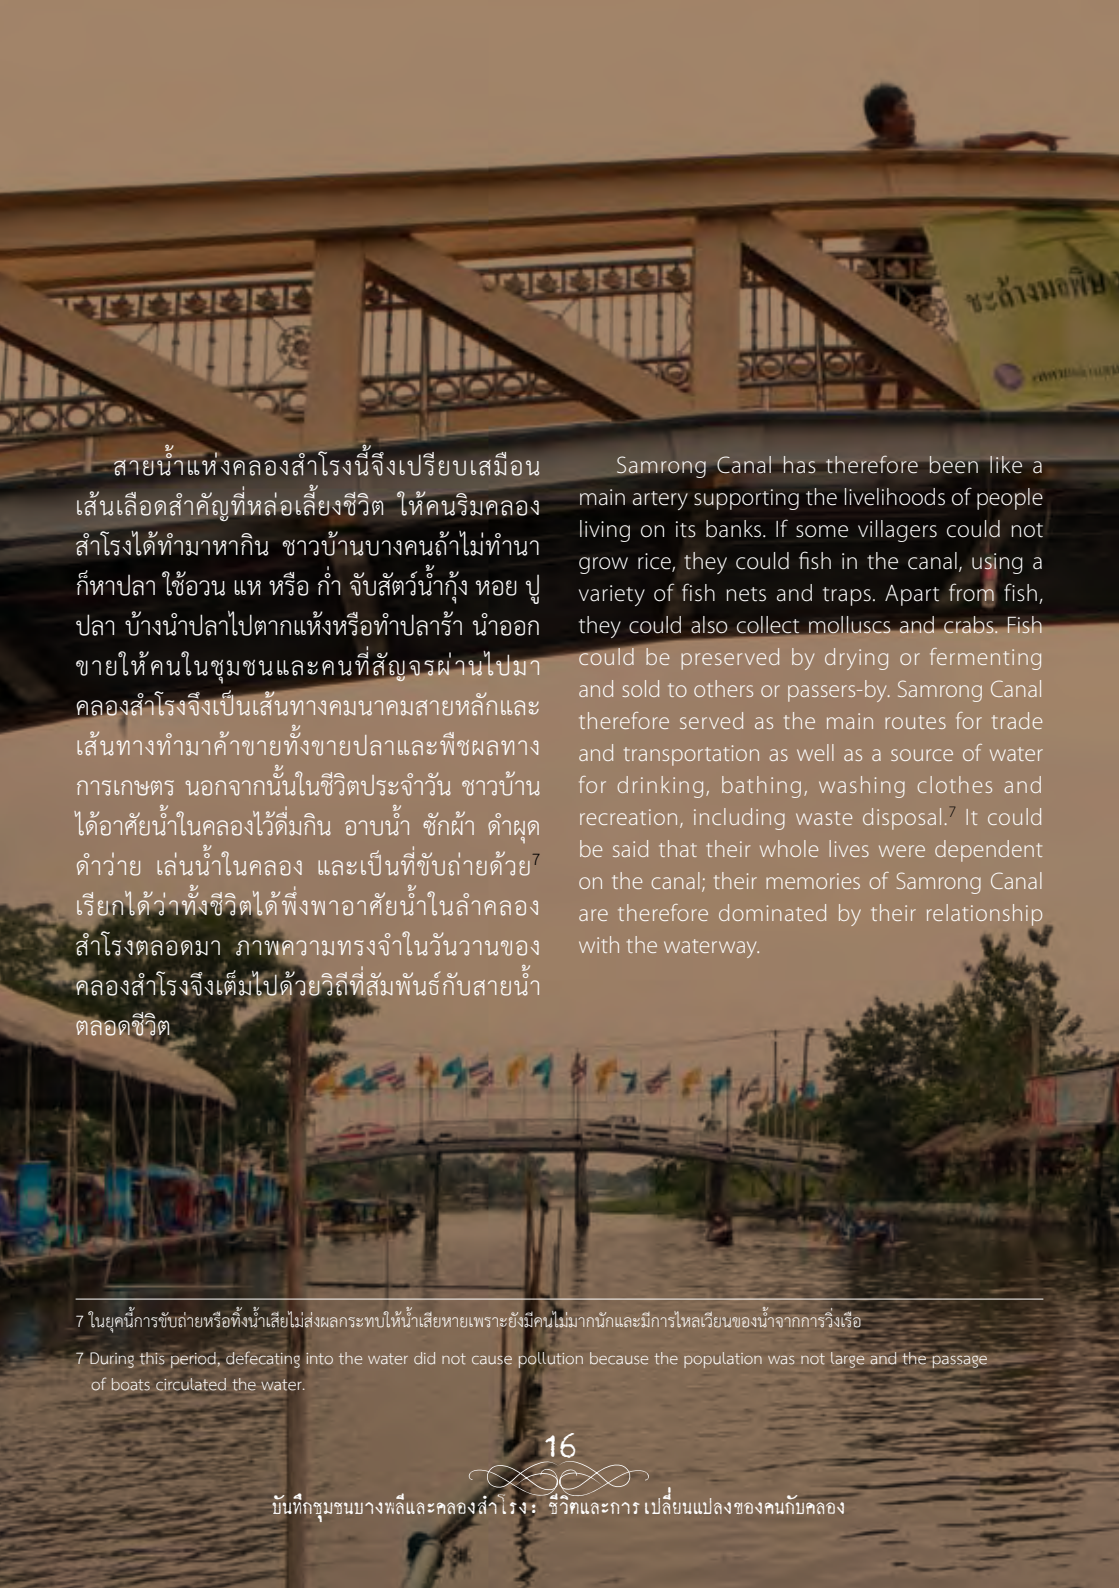 ชะล้างมอพิษ
สายน้ำแห่งคลองสำโรงนี้จึงเปรียบเสมือน
เส้นเลือดสำคัญที่หล่อเลี้ยงชีวิต ให้คนริมคลอง
สำโรงได้ทำมาหากิน ชาวบ้านบางคนถ้าไม่ทำนา
ก็หาปลา ใช้อวน แห หรือ ก่ำ จับสัตว์น้ำกุ้ง หอย ปู
ปลา บ้างนำปลาไปตากแห้งหรือทำปลาร้า นำออก
ขายให้คนในชุมชนและคนที่สัญจรผ่านไปมา
คลองสำโรงจึงเป็นเส้นทางคมนาคมสายหลักและ
เส้นทางทำมาค้าขายทั้งขายปลาและพืชผลทาง
การเกษตร นอกจากนั้นในชีวิตประจำวัน ชาวบ้าน
ได้อาศัยน้ำในคลองไว้ดื่มกิน อาบน้ำ ซักผ้า ดำผุด
ดำว่าย เล่นน้ำในคลอง และเป็นที่ขับถ่ายด้วย7
เรียกได้ว่าทั้งชีวิตได้พึ่งพาอาศัยน้ำในลำคลอง
สำโรงตลอดมา ภาพความทรงจำในวันวานของ
คลองสำโรงจึงเต็มไปด้วยวิถีที่สัมพันธ์กับสายน้ำ
ตลอดชีวิต
Samrong Canal has therefore been like a
main artery supporting the livelihoods of people
living on its banks. If some villagers could not
grow rice, they could fish in the canal, using a
variety of fish nets and traps. Apart from fish,
they could also collect molluscs and crabs. Fish
could be preserved by drying or fermenting
and sold to others or passers-by. Samrong Canal
therefore served as the main routes for trade
and transportation as well as a source of water
for drinking, bathing, washing clothes and
recreation, including waste disposal.7 It could
be said that their whole lives were dependent
on the canal; their memories of Samrong Canal
are therefore dominated by their relationship
with the waterway.
7 ในยุคนี้การขับถ่ายหรือทิ้งน้ำเสียไม่ส่งผลกระทบให้น้ำเสียหายเพราะยังมีคนไม่มากนักและมีการไหลเวียนของน้ำจากการวิ่งเรือ
7 During this period, defecating into the water did not cause pollution because the population was not large and the passage
of boats circulated the water.
16
บันทึกชุมชนบางพลีและคลองสำโรง : ชีวิตและการเปลี่ยนแปลงของคนกับคลอง